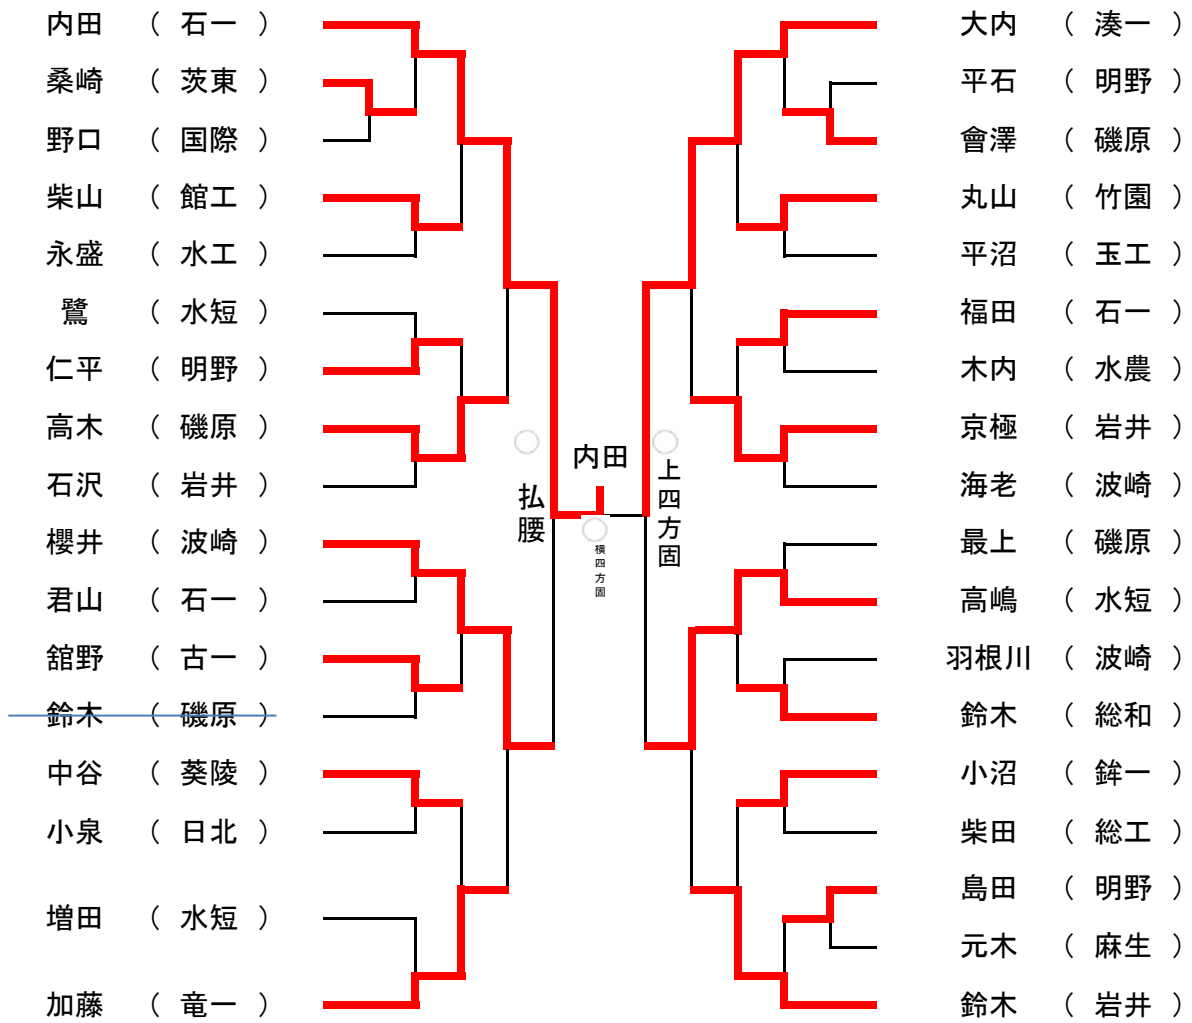 内田 （ 石一 ）
桑崎 （ 茨東 ）
野口 （ 国際 ）
柴山 （ 館工 ）
永盛 （ 水工 ）
鷺 （ 水短 ）
仁平 （ 明野 ）
高木 （ 磯原 ）
石沢 （ 岩井 ）
櫻井 （ 波崎 ）
君山 （ 石一 ）
舘野 （ 古一 ）
鈴木 （ 磯原 ）
中谷 （ 葵陵 ）
小泉 （ 日北 ）
増田 （ 水短 ）
加藤 （ 竜一 ）
内田
払腰
上四方固
横四方固
大内 （ 湊一 ）
平石 （ 明野 ）
會澤 （ 磯原 ）
丸山 （ 竹園 ）
平沼 （ 玉工 ）
福田 （ 石一 ）
木内 （ 水農 ）
京極 （ 岩井 ）
海老 （ 波崎 ）
最上 （ 磯原 ）
高嶋 （ 水短 ）
羽根川 （ 波崎 ）
鈴木 （ 総和 ）
小沼 （ 鉾一 ）
柴田 （ 総工 ）
島田 （ 明野 ）
元木 （ 麻生 ）
鈴木 （ 岩井 ）